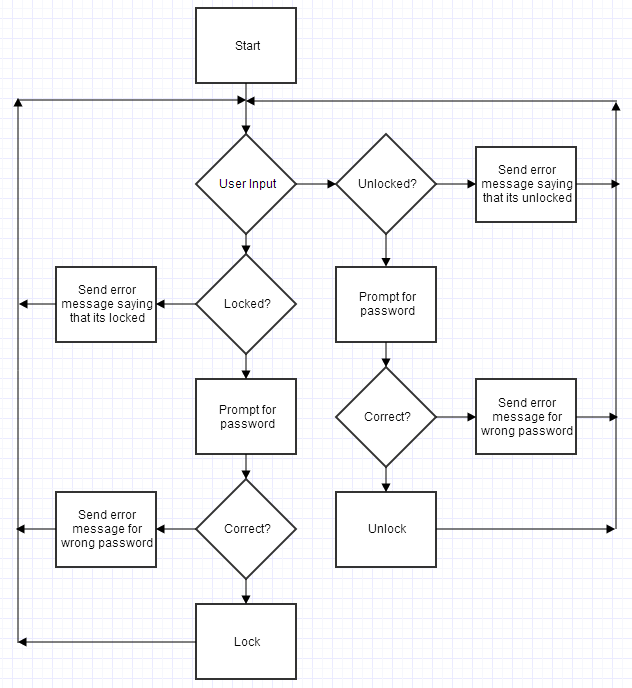 Start
User Input
Unlocked?
Send error
message saying
that its unlocked
Send error
message saying
that its locked
Locked?
Prompt for
password
Prompt for
password
Correct?
Send error
message for
wrong password
Send error
message for
wrong password
Correct?
Unlock
Lock